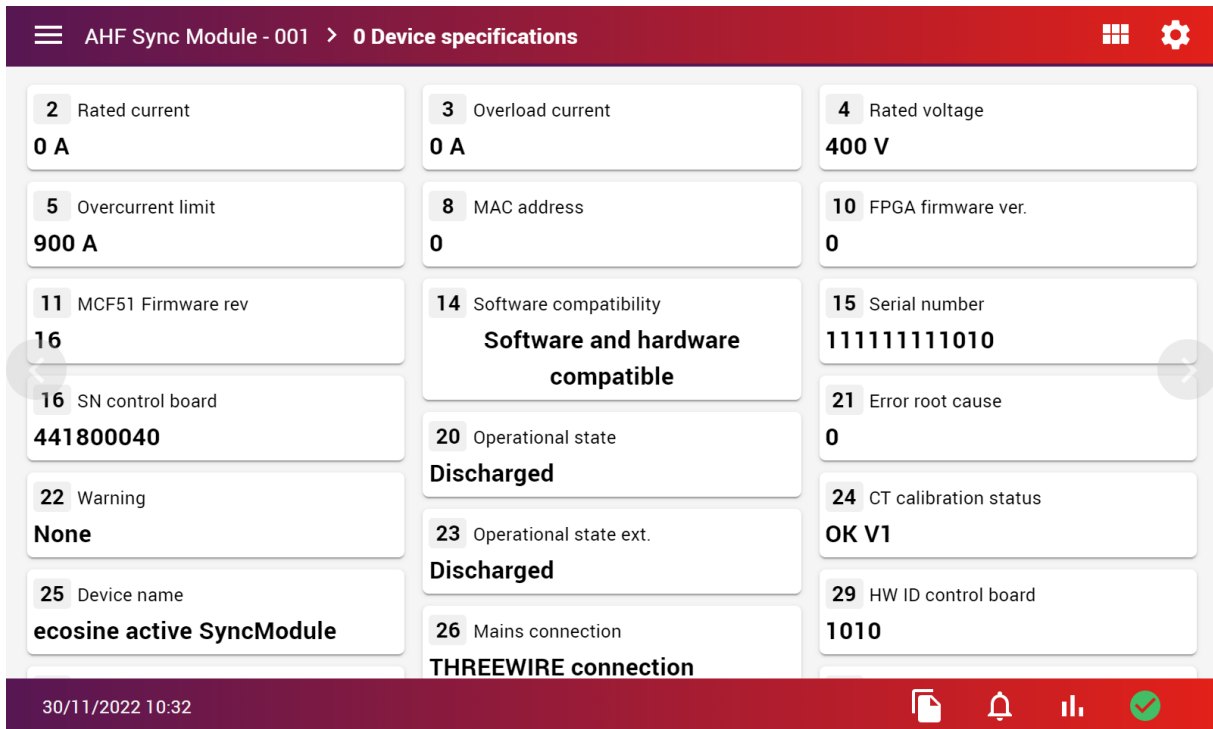 AHF Sync Module - 001 > 0 Device specifications
2 Rated current
0 A
3 Overload current
0 A
4 Rated voltage
400 V
5 Overcurrent limit
900 A
8 MAC address
0
10 FPGA firmware ver.
0
11 MCF51 Firmware rev
16
14 Software compatibility
Software and hardware
compatible
15 Serial number
111111111010
16 SN control board
441800040
20 Operational state
Discharged
21 Error root cause
0
22 Warning
None
23 Operational state ext.
Discharged
24 CT calibration status
OK V1
25 Device name
ecosine active SyncModule
26 Mains connection
THREEWIRE connection
29 HW ID control board
1010
30/11/2022 10:32